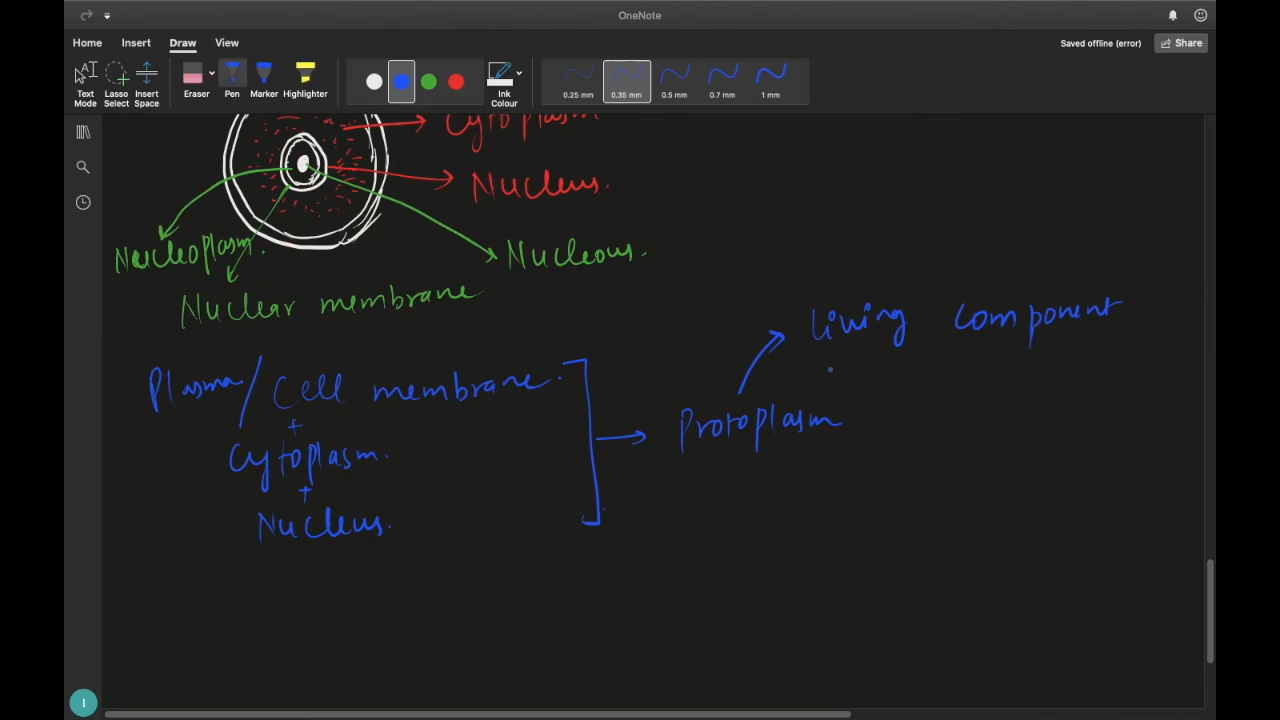 OneNote
Home Insert Draw View
Saved offline (error) Share
Text Mode
Lasso Select
Insert Space
Eraser
Pen
Marker
Highlighter
Ink Colour
0.25 mm 0.35 mm 0.5 mm 0.7 mm 1 mm
Cytoplasm
Nucleus.
Nucleoplasm.
Nucleous.
Nuclear membrane
living component
Plasma/ Cell membrane.
+
Protoplasm
Cytoplasm.
+
Nucleus.
I